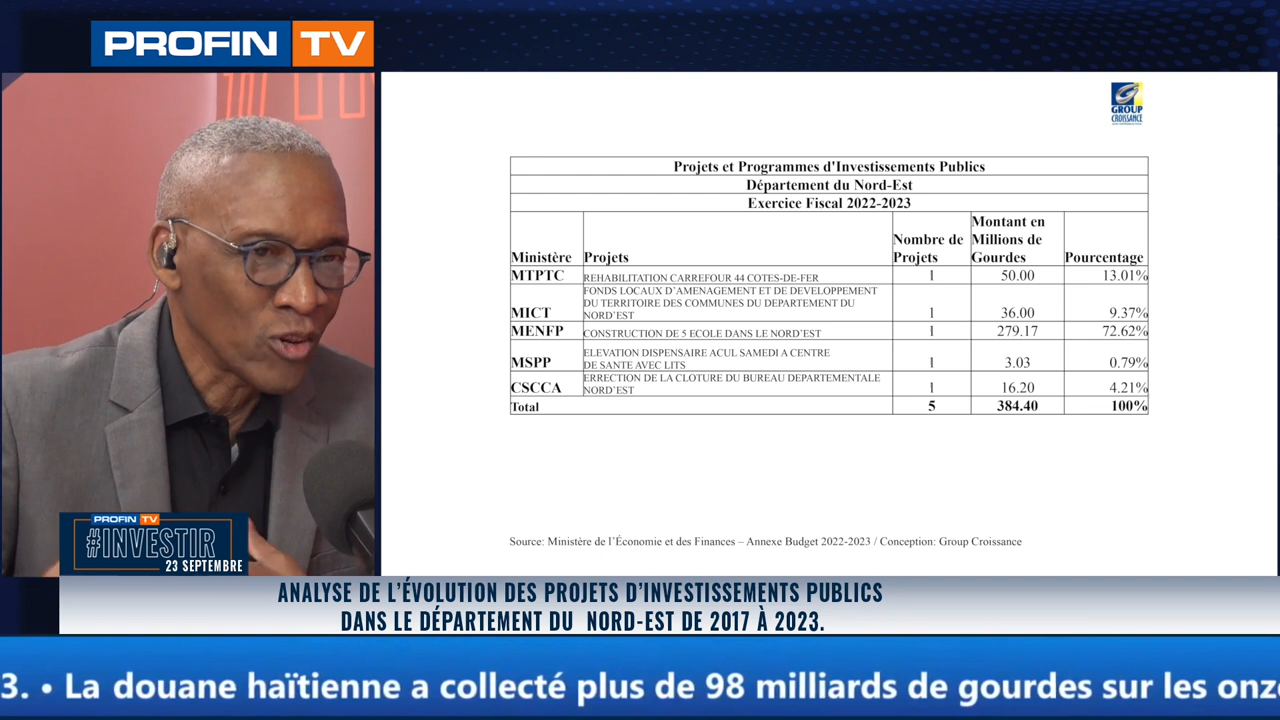 PROFIN TV
GROUP
CROISSANCE
Projets et Programmes d'Investissements Publics
Département du Nord-Est
Exercice Fiscal 2022-2023
Ministère Projets Nombre de Projets Montant en Millions de Gourdes Pourcentage
MTPTC REHABILITATION CARREFOUR 44 COTES-DE-FER 1 50.00 13.01%
FONDS LOCAUX D'AMENAGEMENT ET DE DEVELOPPEMENT
DU TERRITOIRE DES COMMUNES DU DEPARTEMENT DU
MICT NORD'EST 1 36.00 9.37%
MENFP CONSTRUCTION DE 5 ECOLE DANS LE NORD'EST 1 279.17 72.62%
ELEVATION DISPENSAIRE ACUL SAMEDI A CENTRE
MSPP DE SANTE AVEC LITS 1 3.03 0.79%
ERRECTION DE LA CLOTURE DU BUREAU DEPARTEMENTALE
CSCCA NORD'EST 1 16.20 4.21%
Total 5 384.40 100%
Source: Ministère de l'Économie et des Finances – Annexe Budget 2022-2023 / Conception: Group Croissance
PROFIN TV
#INVESTIR
23 SEPTEMBRE
ANALYSE DE L'ÉVOLUTION DES PROJETS D'INVESTISSEMENTS PUBLICS
DANS LE DÉPARTEMENT DU NORD-EST DE 2017 À 2023.
3. • La douane haïtienne a collecté plus de 98 milliards de gourdes sur les onze